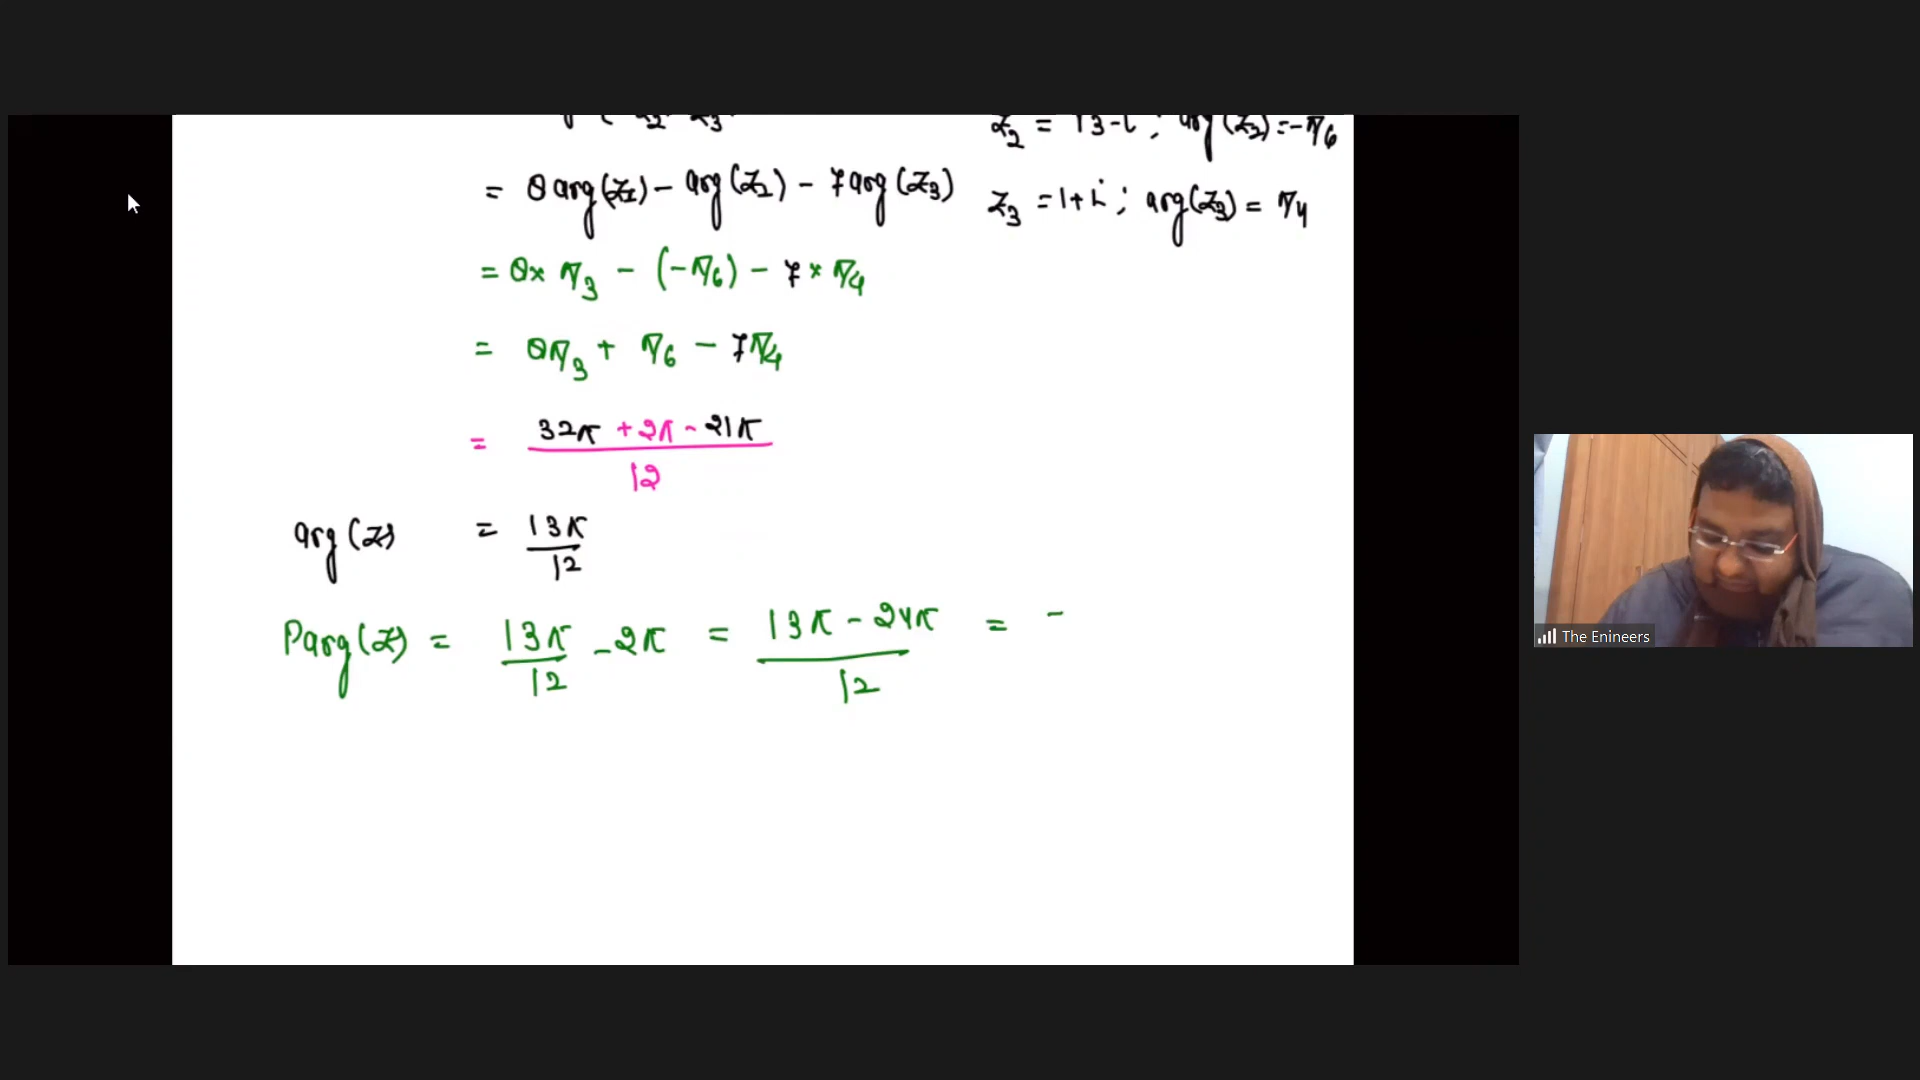 z₂ = √3-i ; arg(z₂) = -π/6
= 8 arg(z₁) - arg(z₂) - 7 arg(z₃)
z₃ = 1+i ; arg(z₃) = π/4
= 8 × π/3 - (-π/6) - 7 × π/4
= 8π/3 + π/6 - 7π/4
= (32π + 2π - 21π)/12
arg(z) = 13π/12
Parg(z) = 13π/12 - 2π = (13π - 24π)/12 = -
The Enineers